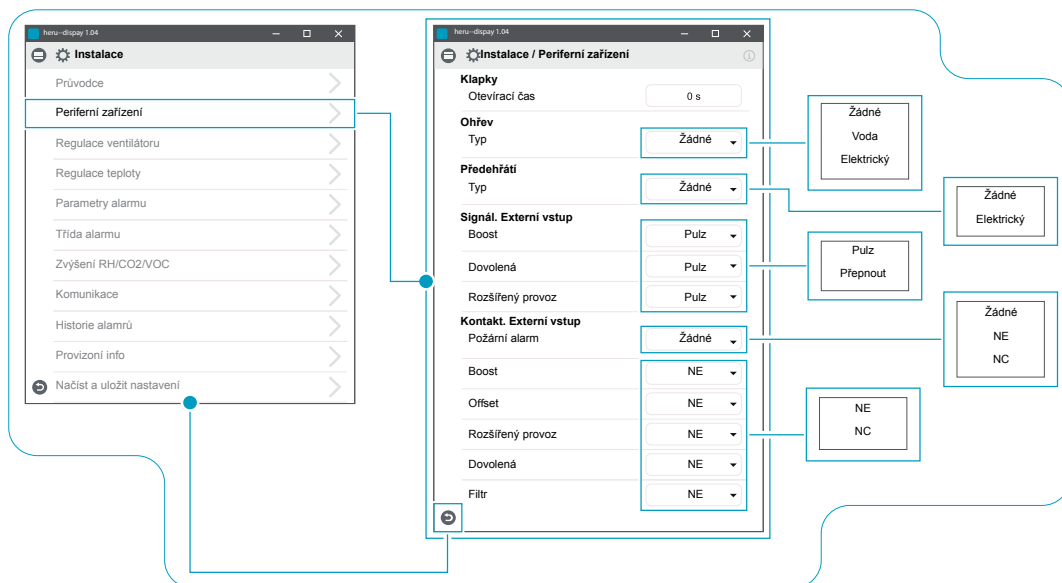 heru–dispay 1.04
Instalace
Průvodce
Periferní zařízení
Regulace ventilátoru
Regulace teploty
Parametry alarmu
Třída alarmu
Zvýšení RH/CO2/VOC
Komunikace
Historie alamrů
Provizoní info
Načíst a uložit nastavení
heru–dispay 1.04
Instalace / Periferní zařízení
Klapky
Otevírací čas 0 s
Ohřev
Typ Žádné
Předehřátí
Typ Žádné
Signál. Externí vstup
Boost Pulz
Dovolená Pulz
Rozšířený provoz Pulz
Kontakt. Externí vstup
Požární alarm Žádné
Boost NE
Offset NE
Rozšířený provoz NE
Dovolená NE
Filtr NE
Žádné
Voda
Elektrický
Žádné
Elektrický
Pulz
Přepnout
Žádné
NE
NC
NE
NC